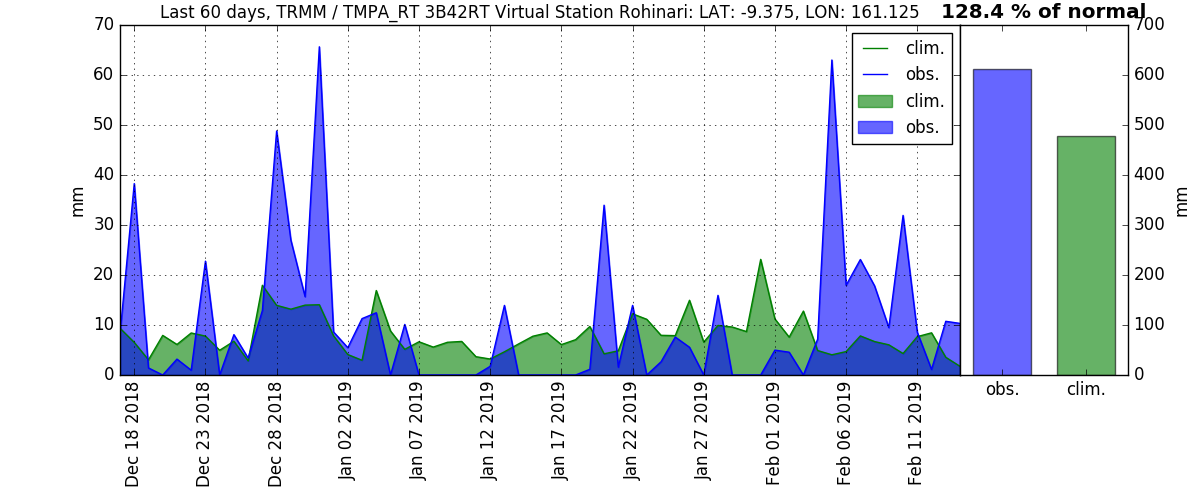 Last 60 days, TRMM / TMPA_RT 3B42RT Virtual Station Rohinari: LAT: -9.375, LON: 161.125
128.4 % of normal
70
60
50
40
30
20
10
0
mm
clim.
obs.
clim.
obs.
700
600
500
400
300
200
100
0
mm
obs.
clim.
Dec 18 2018
Dec 23 2018
Dec 28 2018
Jan 02 2019
Jan 07 2019
Jan 12 2019
Jan 17 2019
Jan 22 2019
Jan 27 2019
Feb 01 2019
Feb 06 2019
Feb 11 2019